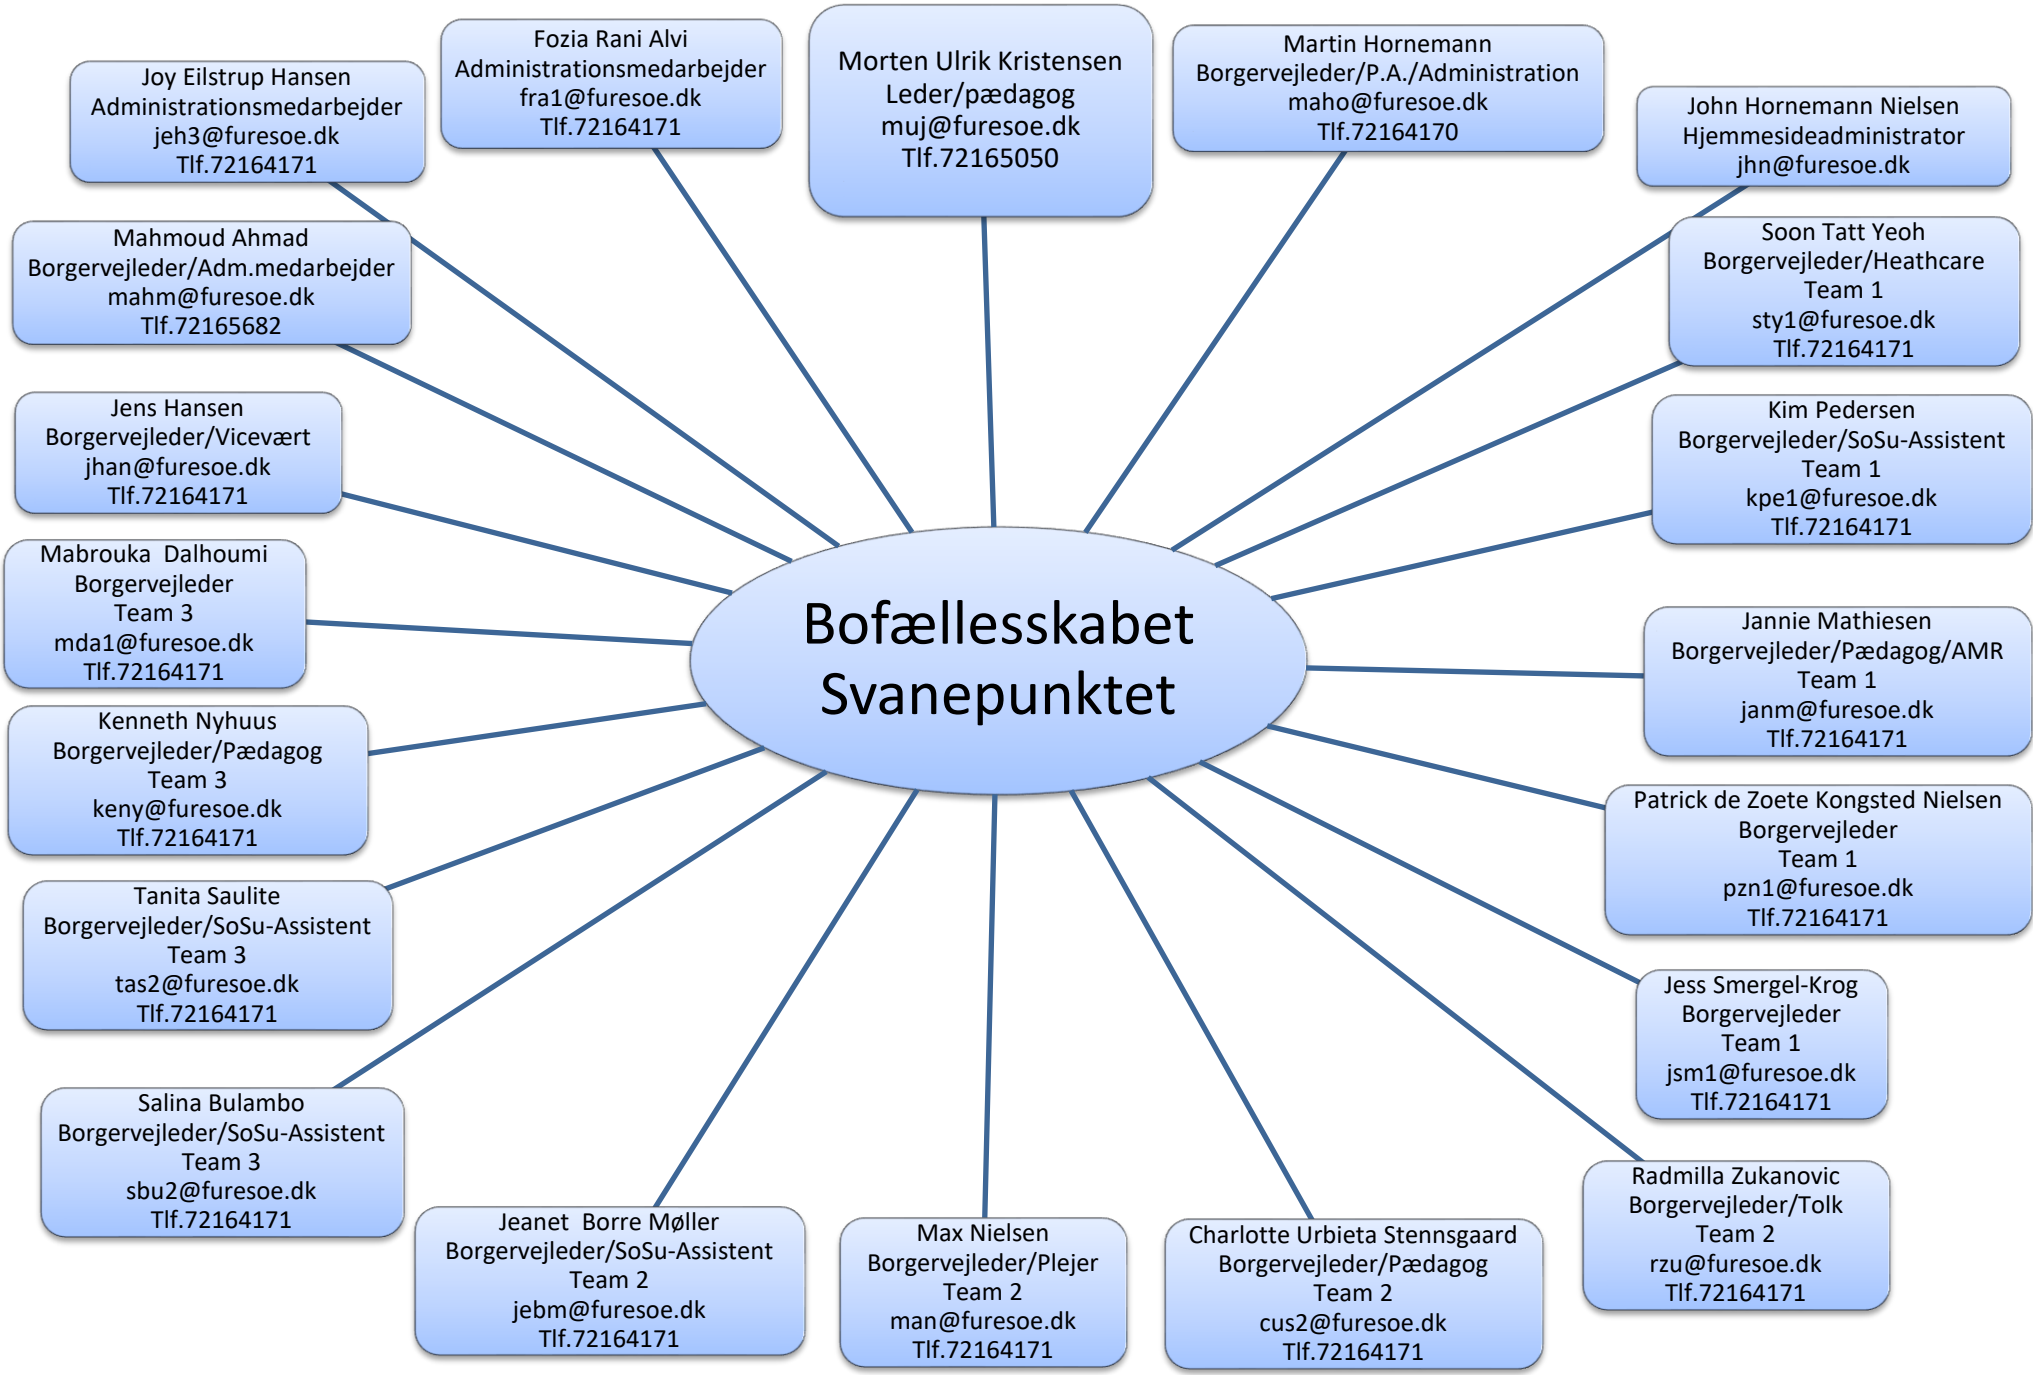 Joy Eilstrup Hansen
Administrationsmedarbejder
jeh3@furesoe.dk
Tlf.72164171
Fozia Rani Alvi
Administrationsmedarbejder
fra1@furesoe.dk
Tlf.72164171
Morten Ulrik Kristensen
Leder/pædagog
muj@furesoe.dk
Tlf.72165050
Martin Hornemann
Borgervejleder/P.A./Administration
maho@furesoe.dk
Tlf.72164170
John Hornemann Nielsen
Hjemmesideadministrator
jhn@furesoe.dk
Soon Tatt Yeoh
Borgervejleder/Heathcare
Team 1
sty1@furesoe.dk
Tlf.72164171
Kim Pedersen
Borgervejleder/SoSu-Assistent
Team 1
kpe1@furesoe.dk
Tlf.72164171
Jannie Mathiesen
Borgervejleder/Pædagog/AMR
Team 1
janm@furesoe.dk
Tlf.72164171
Patrick de Zoete Kongsted Nielsen
Borgervejleder
Team 1
pzn1@furesoe.dk
Tlf.72164171
Jess Smergel-Krog
Borgervejleder
Team 1
jsm1@furesoe.dk
Tlf.72164171
Radmilla Zukanovic
Borgervejleder/Tolk
Team 2
rzu@furesoe.dk
Tlf.72164171
Charlotte Urbieta Stennsgaard
Borgervejleder/Pædagog
Team 2
cus2@furesoe.dk
Tlf.72164171
Max Nielsen
Borgervejleder/Plejer
Team 2
man@furesoe.dk
Tlf.72164171
Jeanet  Borre Møller
Borgervejleder/SoSu-Assistent
Team 2
jebm@furesoe.dk
Tlf.72164171
Salina Bulambo
Borgervejleder/SoSu-Assistent
Team 3
sbu2@furesoe.dk
Tlf.72164171
Tanita Saulite
Borgervejleder/SoSu-Assistent
Team 3
tas2@furesoe.dk
Tlf.72164171
Kenneth Nyhuus
Borgervejleder/Pædagog
Team 3
keny@furesoe.dk
Tlf.72164171
Mabrouka  Dalhoumi
Borgervejleder
Team 3
mda1@furesoe.dk
Tlf.72164171
Jens Hansen
Borgervejleder/Vicevært
jhan@furesoe.dk
Tlf.72164171
Mahmoud Ahmad
Borgervejleder/Adm.medarbejder
mahm@furesoe.dk
Tlf.72165682
Bofællesskabet
Svanepunktet